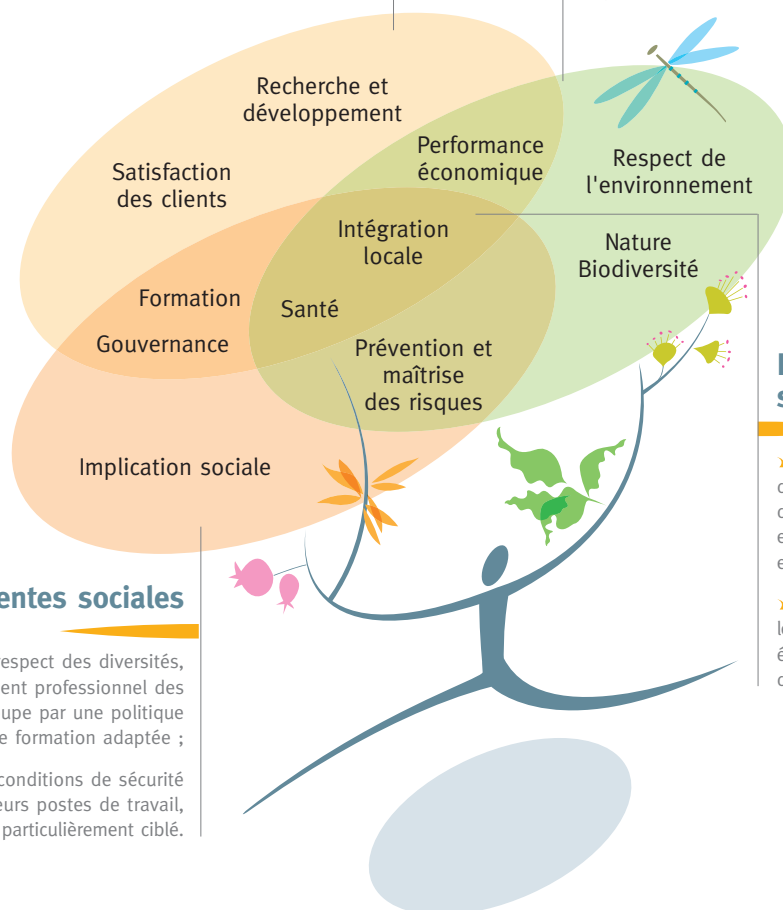 Recherche et
développement
Performance
économique
Respect de
l'environnement
Satisfaction
des clients
Intégration
locale
Nature
Biodiversité
Formation
Santé
Gouvernance
Prévention et
maîtrise
des risques
Implication sociale
entes sociales
respect des diversités,
ent professionnel des
upe par une politique
e formation adaptée ;
conditions de sécurité
eurs postes de travail,
particulièrement ciblé.